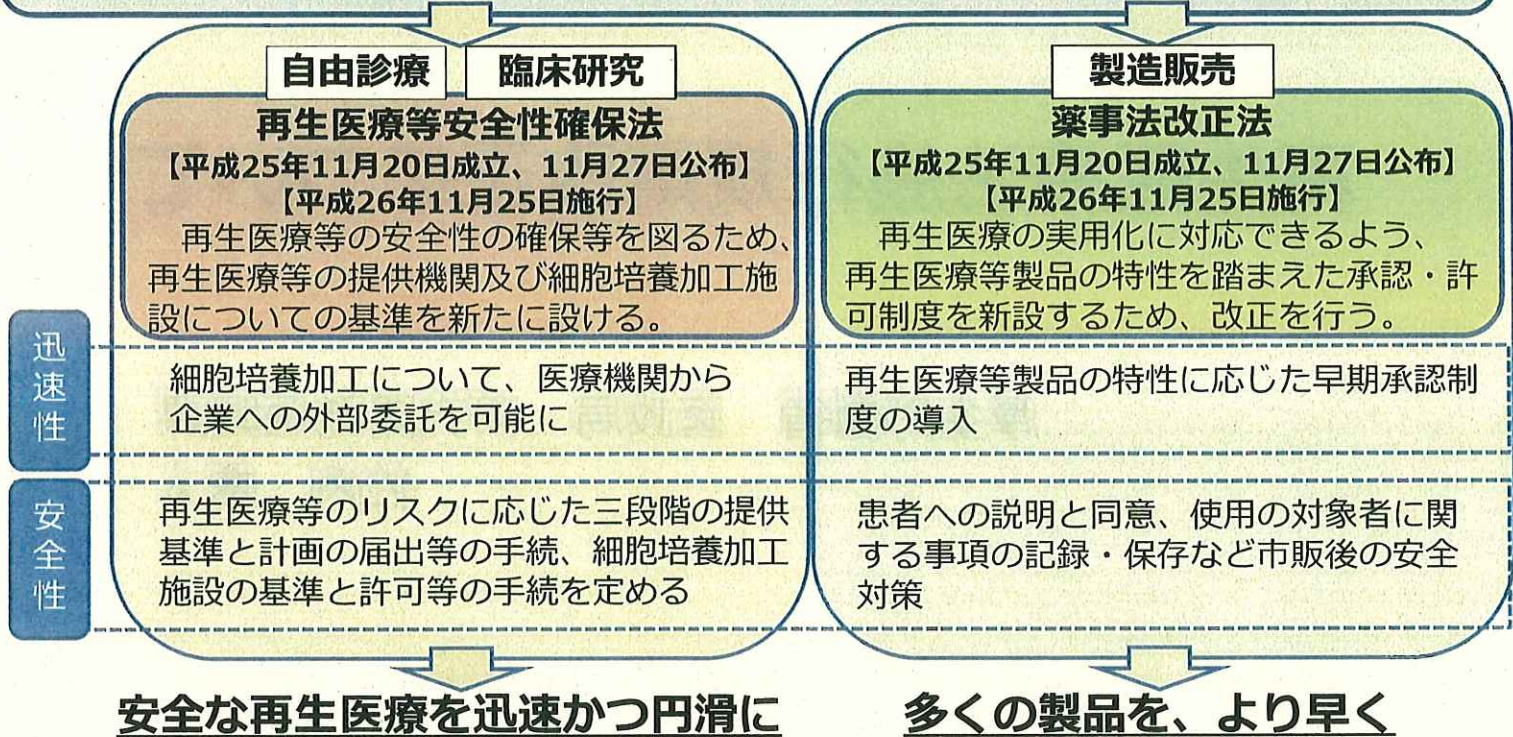 自由診療
臨床研究
再生医療等安全性確保法
【平成25年11月20日成立、11月27日公布】
【平成26年11月25日施行】
再生医療等の安全性の確保等を図るため、
再生医療等の提供機関及び細胞培養加工施
設についての基準を新たに設ける。
製造販売
薬事法改正法
【平成25年11月20日成立、11月27日公布】
【平成26年11月25日施行】
再生医療の実用化に対応できるよう、
再生医療等製品の特性を踏まえた承認・許
可制度を新設するため、改正を行う。
迅速性
細胞培養加工について、医療機関から
企業への外部委託を可能に
再生医療等製品の特性に応じた早期承認制
度の導入
安全性
再生医療等のリスクに応じた三段階の提供
基準と計画の届出等の手続、細胞培養加工
施設の基準と許可等の手続を定める
患者への説明と同意、使用の対象者に関
する事項の記録・保存など市販後の安全
対策
安全な再生医療を迅速かつ円滑に
多くの製品を、より早く